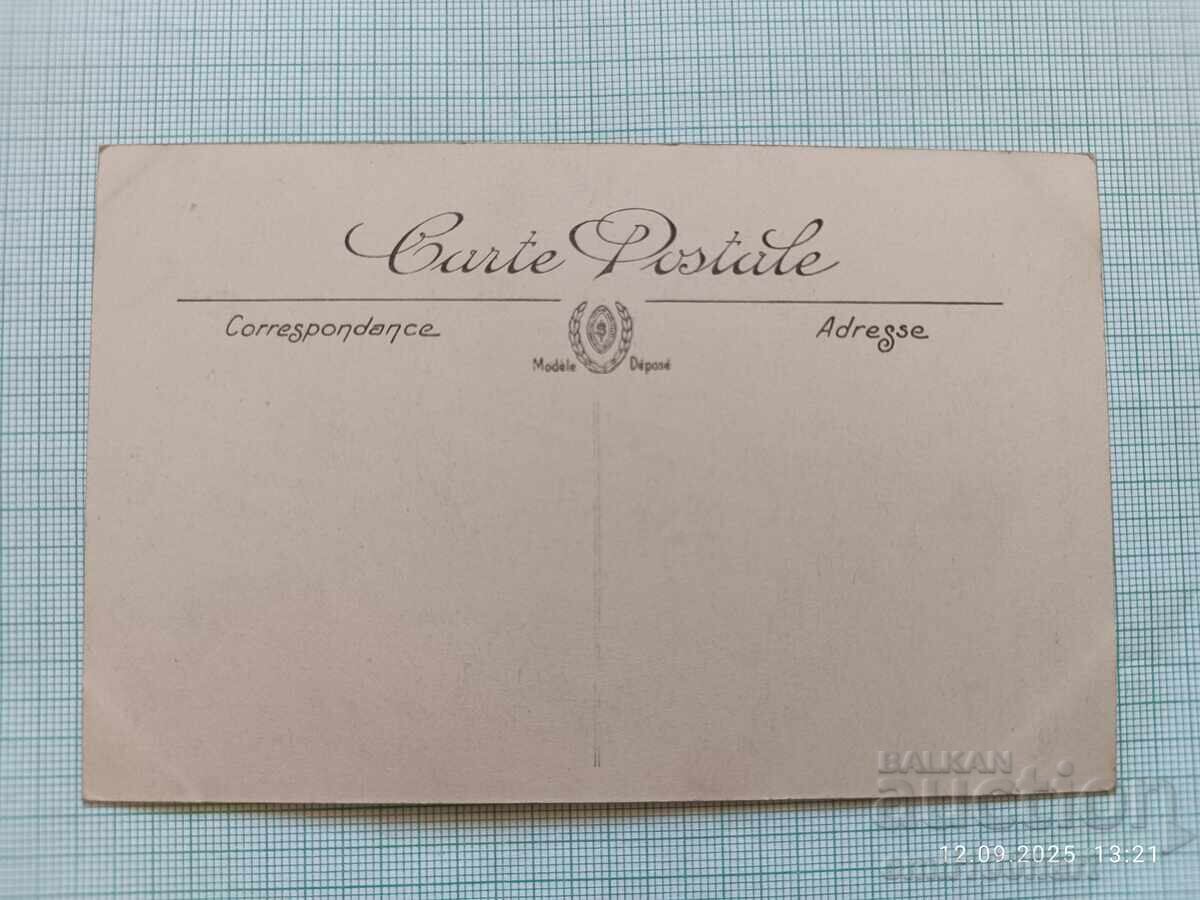 Carte Postale
Correspondance
Adresse
Modèle Déposé
BALKAN
auction
12.09.2025 13:21